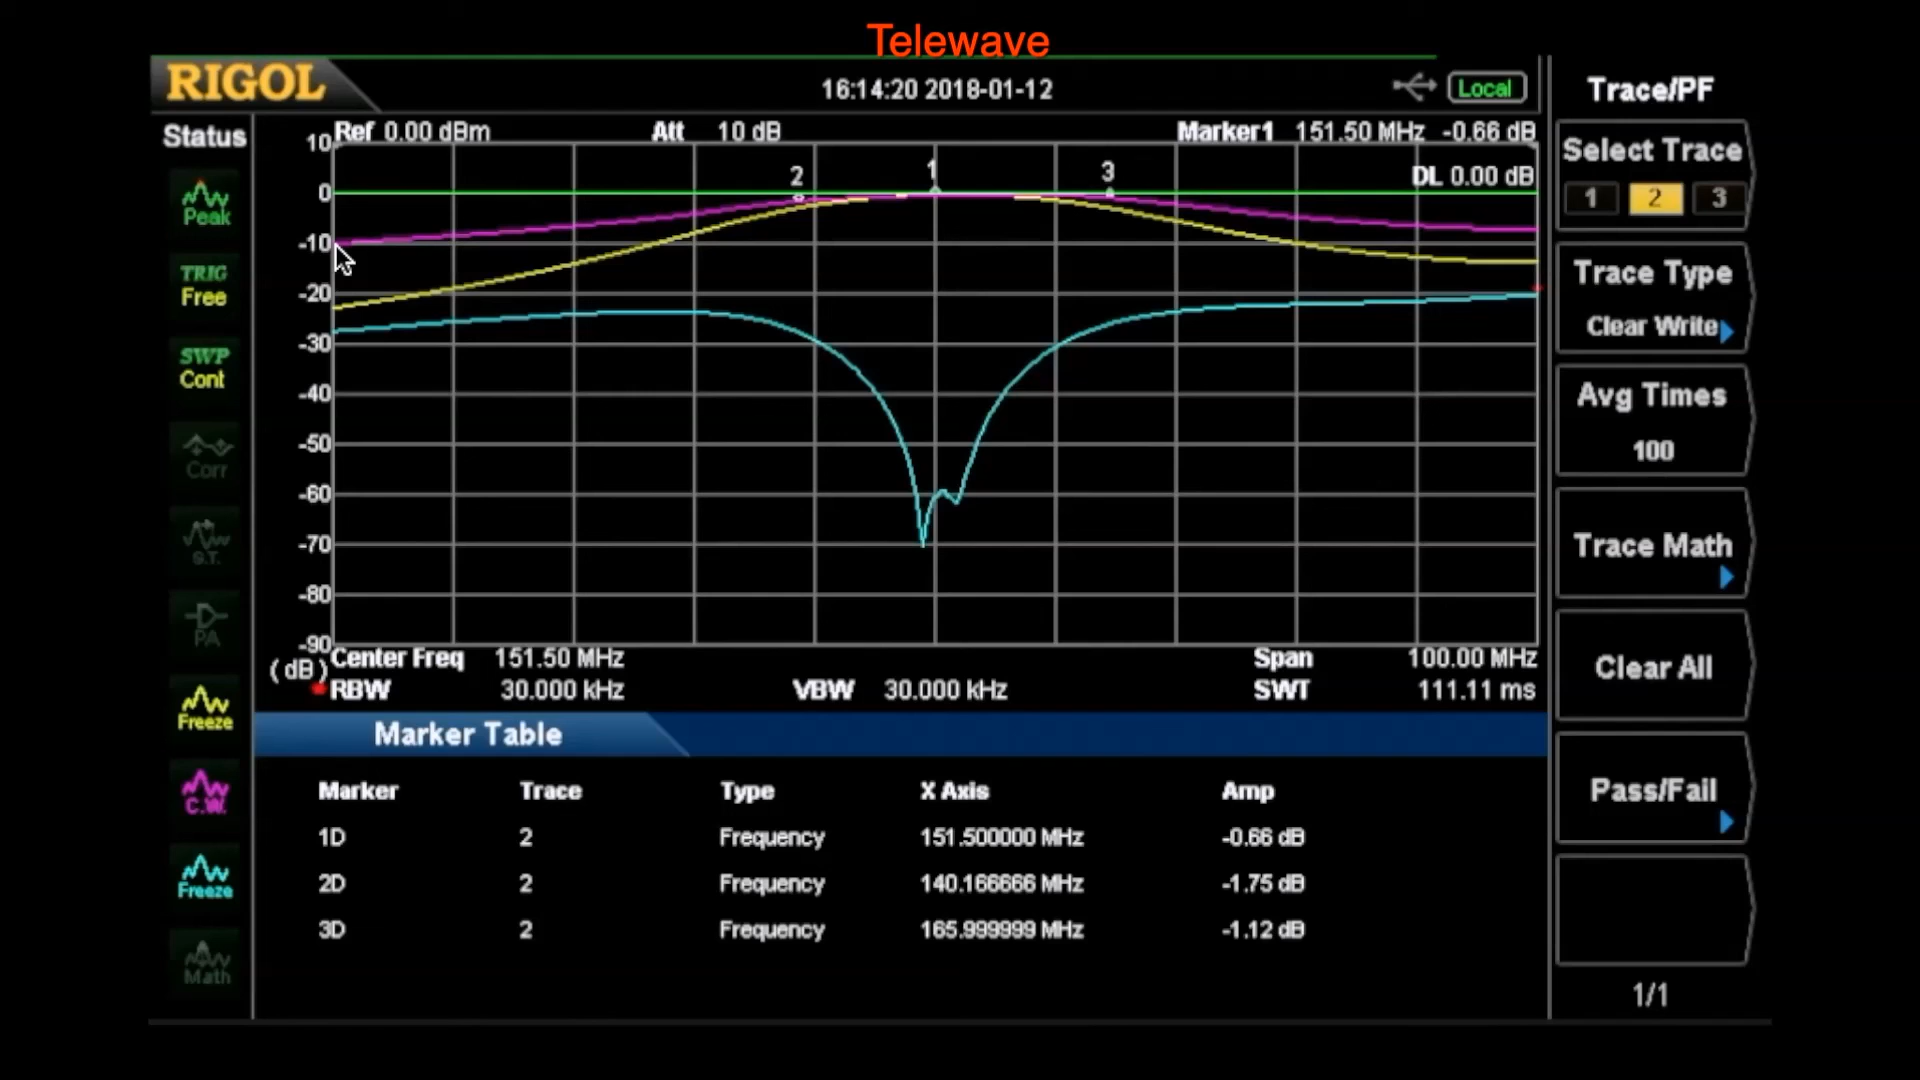 Telewave
RIGOL
16:14:20 2018-01-12
Local
Trace/PF
Status
Ref 0.00 dBm
Att 10 dB
Marker1 151.50 MHz -0.66 dB
DL 0.00 dB
10
0
-10
-20
-30
-40
-50
-60
-70
-80
-90
(dB)
2
1
3
Peak
TRIG
Free
SWP
Cont
Corr
S.T.
PA
Freeze
C.W.
Freeze
Math
Center Freq 151.50 MHz
Span 100.00 MHz
RBW 30.000 kHz
VBW 30.000 kHz
SWT 111.11 ms
Marker Table
Marker Trace Type X Axis Amp
1D 2 Frequency 151.500000 MHz -0.66 dB
2D 2 Frequency 140.166666 MHz -1.75 dB
3D 2 Frequency 165.999999 MHz -1.12 dB
Select Trace
1 2 3
Trace Type
Clear Write
Avg Times
100
Trace Math
Clear All
Pass/Fail
1/1